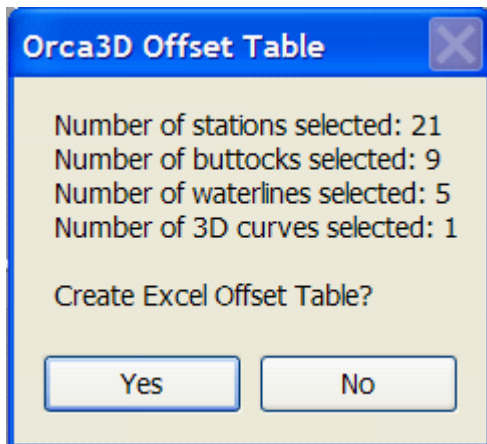 Orca3D Offset Table
Number of stations selected: 21
Number of buttocks selected: 9
Number of waterlines selected: 5
Number of 3D curves selected: 1
Create Excel Offset Table?
Yes
No